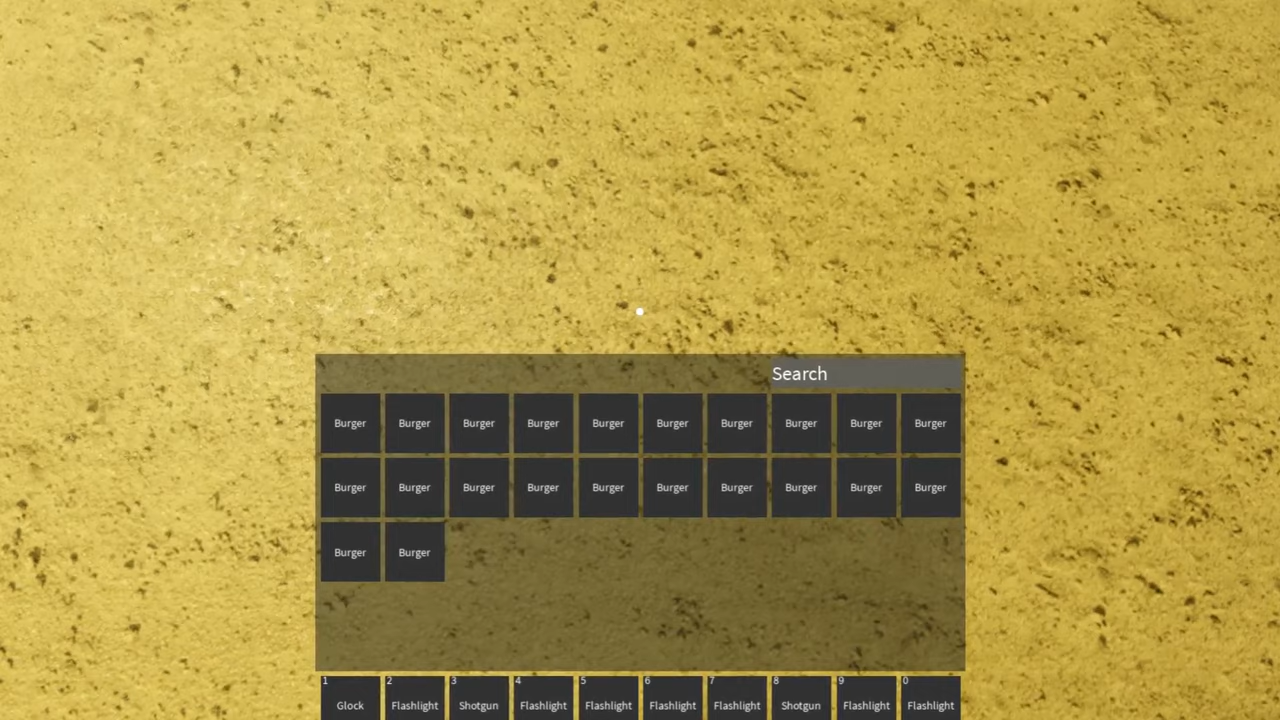 Search
Burger Burger Burger Burger Burger Burger Burger Burger Burger Burger
Burger Burger Burger Burger Burger Burger Burger Burger Burger Burger
Burger Burger
1 2 3 4 5 6 7 8 9 0
Glock Flashlight Shotgun Flashlight Flashlight Flashlight Flashlight Shotgun Flashlight Flashlight